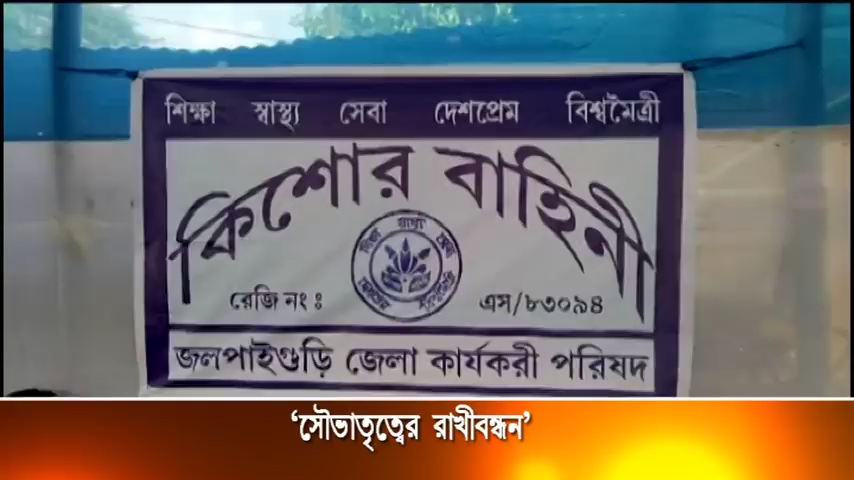 শিক্ষা স্বাস্থ্য সেবা দেশপ্রেম বিশ্বমৈত্রী
কিশোর বাহিনী
রেজি নং ঃ এস/৮৩০৯৪
জলপাইগুড়ি জেলা কার্যকরী পরিষদ
‘সৌভাতৃত্বের রাখীবন্ধন’